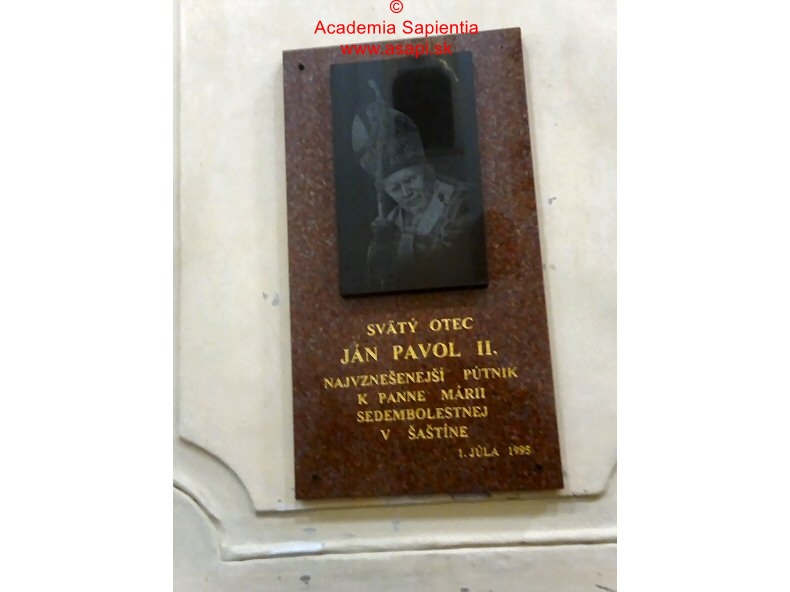 ©
Academia Sapientia
www.asapi.sk
SVÄTÝ OTEC
JÁN PAVOL II.
NAJVZNEŠENEJŠÍ PÚTNIK
K PANNE MÁRII
SEDEMBOLESTNEJ
V ŠAŠTÍNE
1. JÚLA 1995